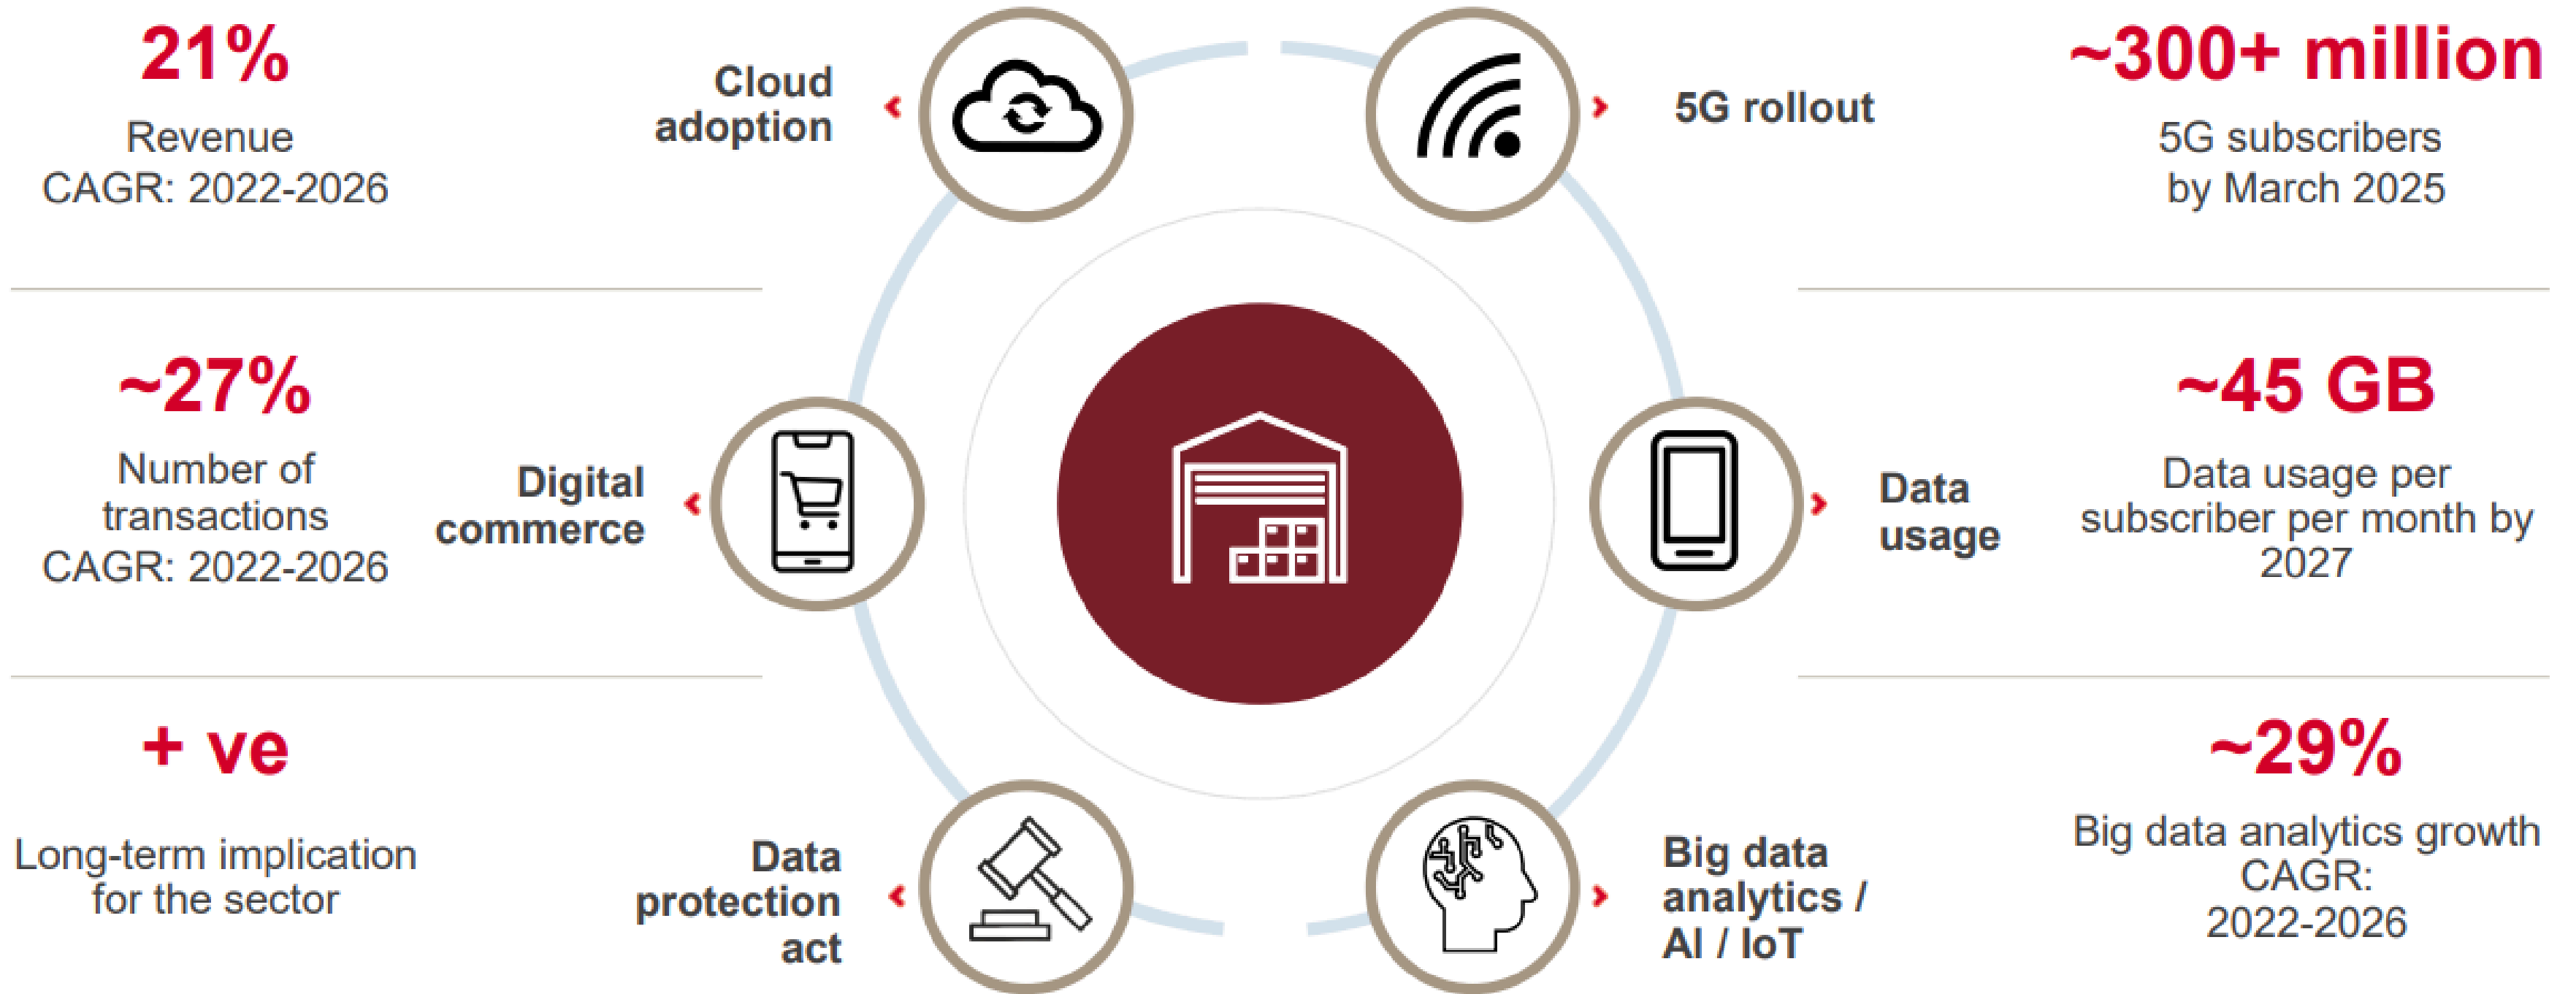 21%
Revenue
CAGR: 2022-2026
Cloud
adoption
5G rollout
~300+ million
5G subscribers
by March 2025
~27%
Number of
transactions
CAGR: 2022-2026
Digital
commerce
Data
usage
~45 GB
Data usage per
subscriber per month by
2027
+ ve
Long-term implication
for the sector
Data
protection
act
Big data
analytics /
AI / IoT
~29%
Big data analytics growth
CAGR:
2022-2026